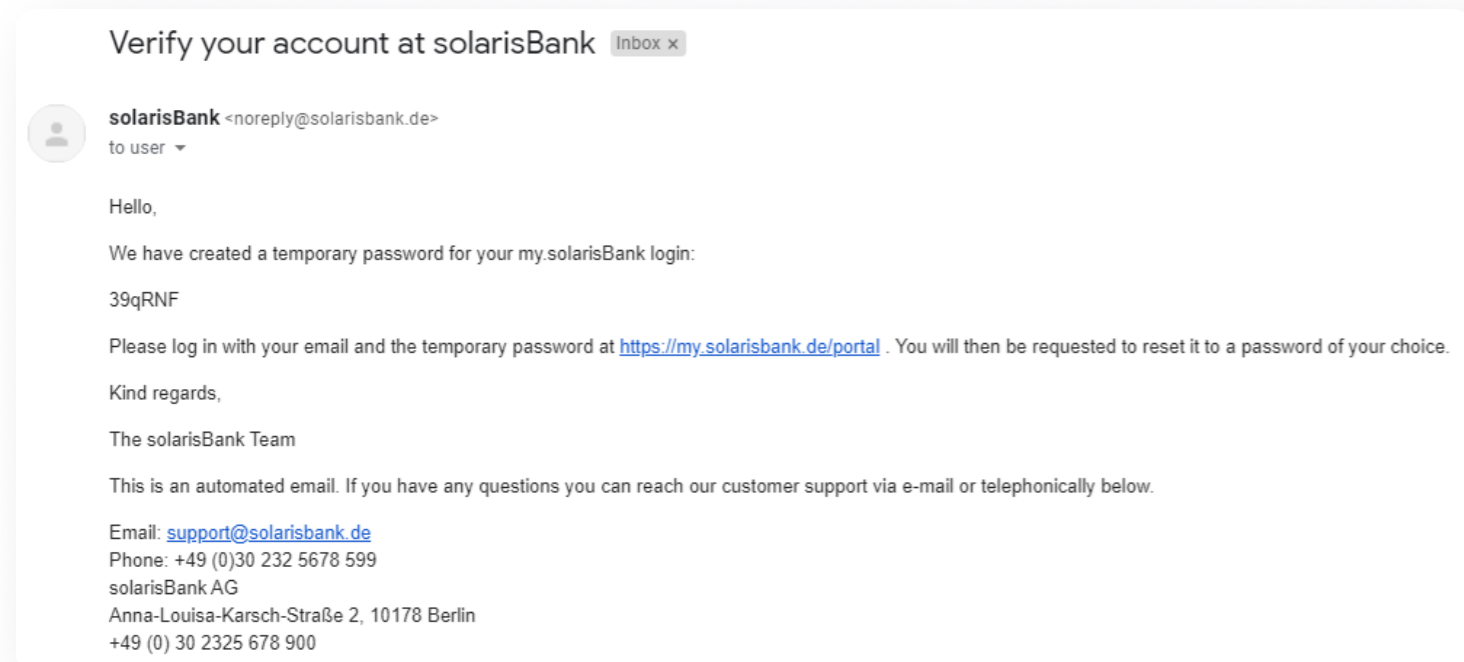 Verify your account at solarisBank Inbox x
solarisBank <noreply@solarisbank.de>
to user
Hello,
We have created a temporary password for your my.solarisBank login:
39qRNF
Please log in with your email and the temporary password at https://my.solarisbank.de/portal . You will then be requested to reset it to a password of your choice.
Kind regards,
The solarisBank Team
This is an automated email. If you have any questions you can reach our customer support via e-mail or telephonically below.
Email: support@solarisbank.de
Phone: +49 (0)30 232 5678 599
solarisBank AG
Anna-Louisa-Karsch-Straße 2, 10178 Berlin
+49 (0) 30 2325 678 900